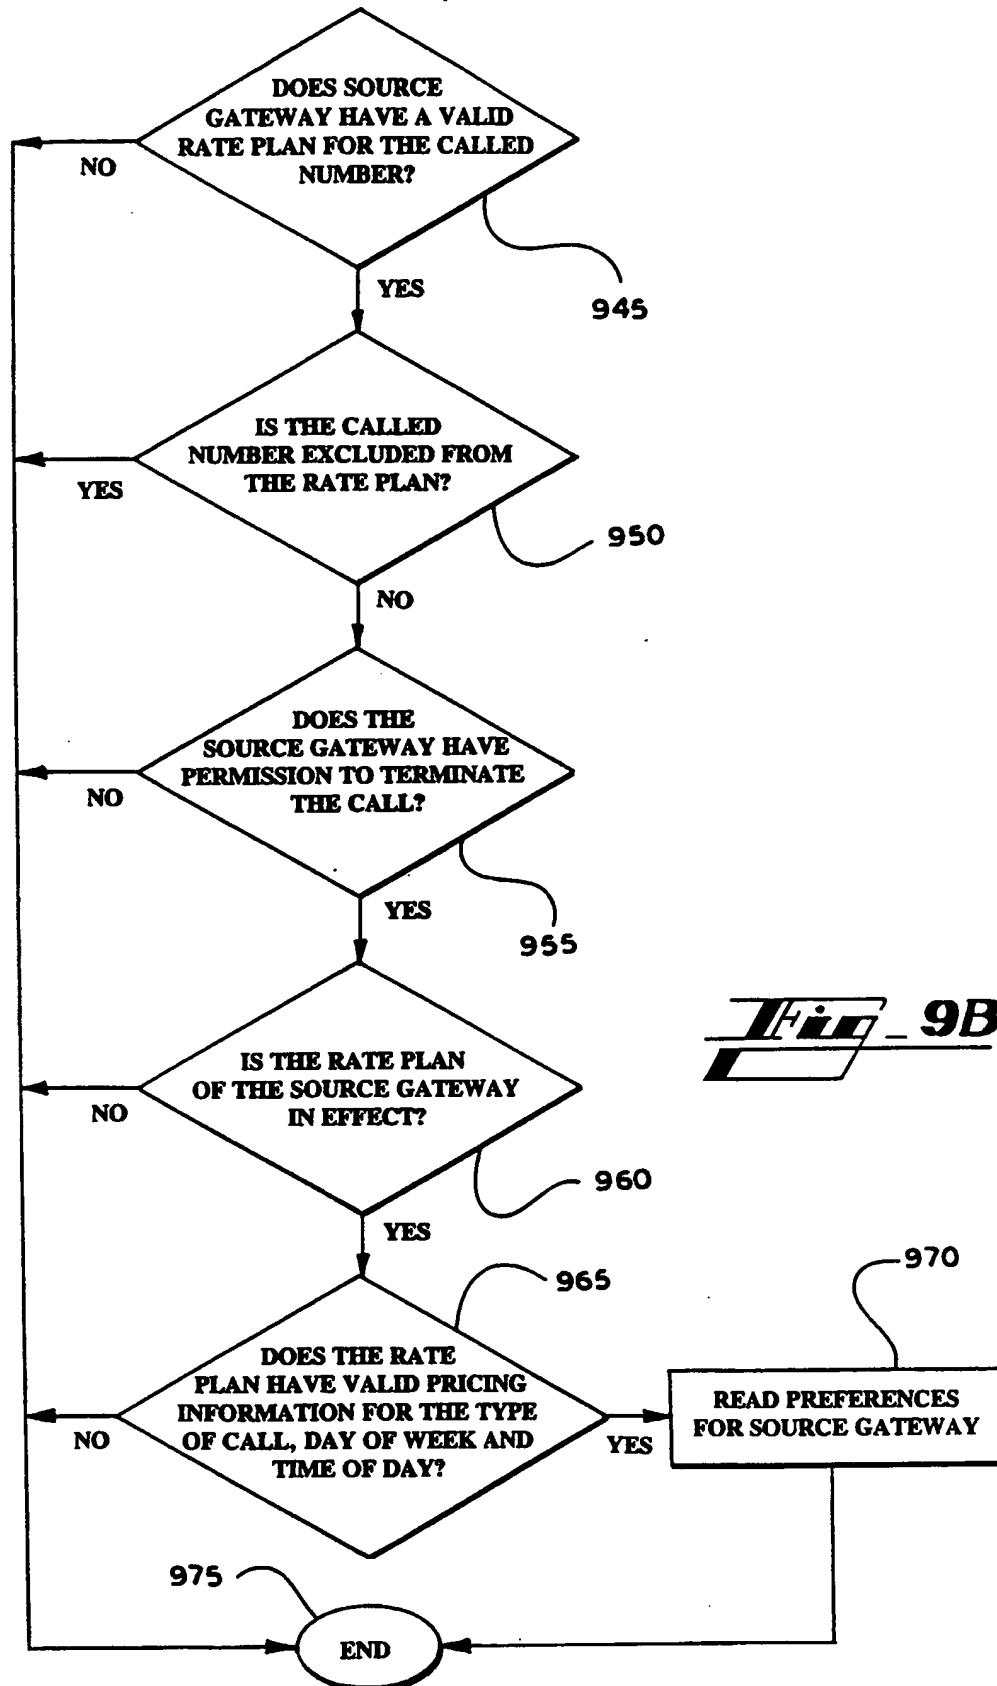 DOES SOURCE
GATEWAY HAVE A VALID
RATE PLAN FOR THE CALLED
NUMBER?
NO
YES
945
IS THE CALLED
NUMBER EXCLUDED FROM
THE RATE PLAN?
YES
950
NO
DOES THE
SOURCE GATEWAY HAVE
PERMISSION TO TERMINATE
THE CALL?
NO
YES
955
Fig_9B
IS THE RATE PLAN
OF THE SOURCE GATEWAY
IN EFFECT?
NO
960
YES
965
970
DOES THE RATE
PLAN HAVE VALID PRICING
INFORMATION FOR THE TYPE
OF CALL, DAY OF WEEK AND
TIME OF DAY?
NO
YES
READ PREFERENCES
FOR SOURCE GATEWAY
975
END